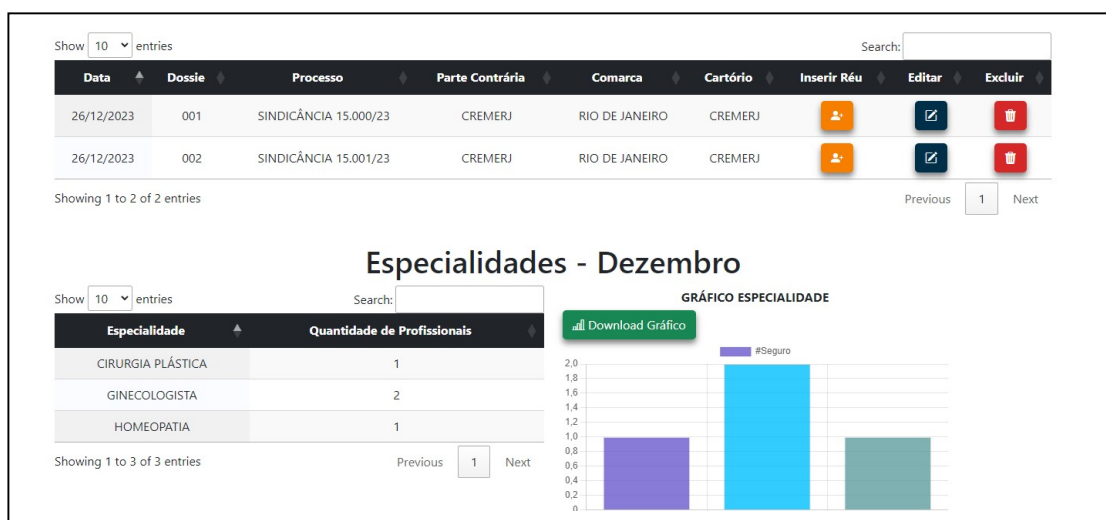 Show 10 entries Search:
Data Dossie Processo Parte Contrária Comarca Cartório Inserir Réu Editar Excluir
26/12/2023 001 SINDICÂNCIA 15.000/23 CREMERJ RIO DE JANEIRO CREMERJ
26/12/2023 002 SINDICÂNCIA 15.001/23 CREMERJ RIO DE JANEIRO CREMERJ
Showing 1 to 2 of 2 entries Previous 1 Next
Especialidades - Dezembro
Show 10 entries Search:
Especialidade Quantidade de Profissionais
CIRURGIA PLÁSTICA 1
GINECOLOGISTA 2
HOMEOPATIA 1
Showing 1 to 3 of 3 entries Previous 1 Next
GRÁFICO ESPECIALIDADE
Download Gráfico
#Seguro
2,0
1,8
1,6
1,4
1,2
1,0
0,8
0,6
0,4
0,2
0